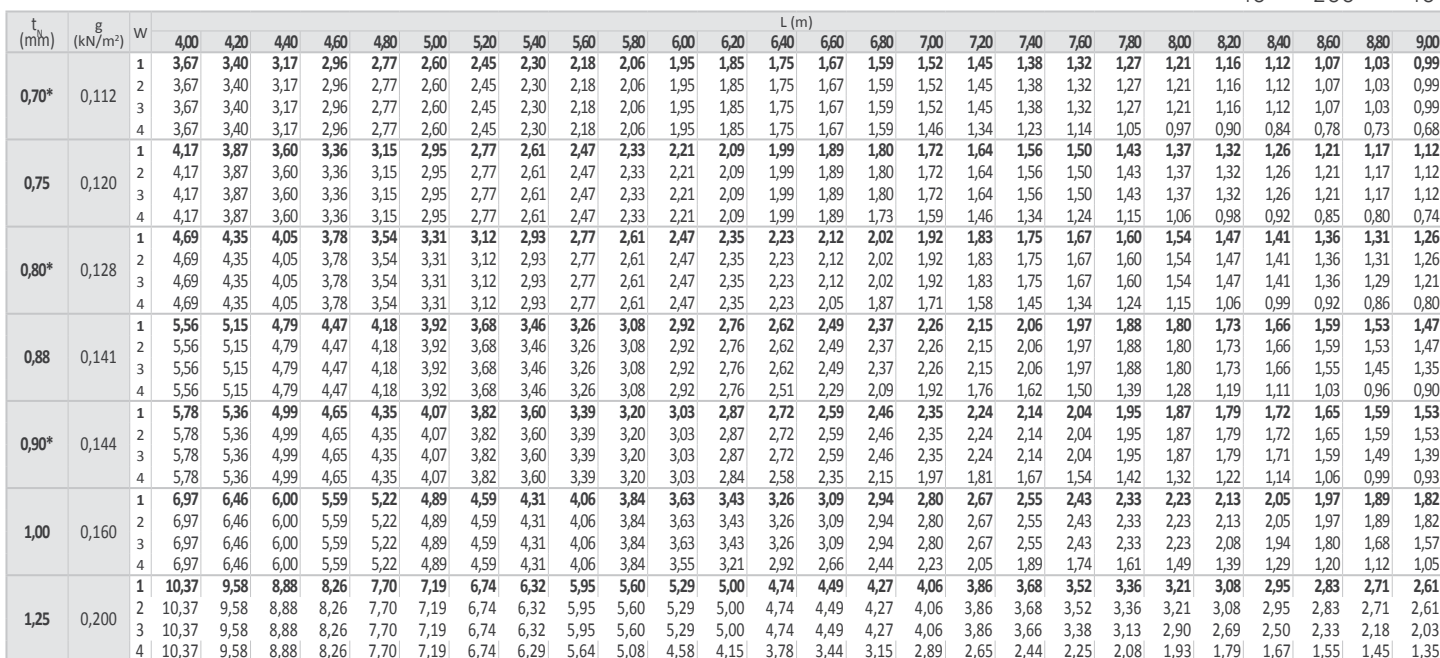 L (m)
t_N (mm) g (kN/m²) W 4,00 4,20 4,40 4,60 4,80 5,00 5,20 5,40 5,60 5,80 6,00 6,20 6,40 6,60 6,80 7,00 7,20 7,40 7,60 7,80 8,00 8,20 8,40 8,60 8,80 9,00
1 3,67 3,40 3,17 2,96 2,77 2,60 2,45 2,30 2,18 2,06 1,95 1,85 1,75 1,67 1,59 1,52 1,45 1,38 1,32 1,27 1,21 1,16 1,12 1,07 1,03 0,99
0,70* 0,112 2 3,67 3,40 3,17 2,96 2,77 2,60 2,45 2,30 2,18 2,06 1,95 1,85 1,75 1,67 1,59 1,52 1,45 1,38 1,32 1,27 1,21 1,16 1,12 1,07 1,03 0,99
3 3,67 3,40 3,17 2,96 2,77 2,60 2,45 2,30 2,18 2,06 1,95 1,85 1,75 1,67 1,59 1,52 1,45 1,38 1,32 1,27 1,21 1,16 1,12 1,07 1,03 0,99
4 3,67 3,40 3,17 2,96 2,77 2,60 2,45 2,30 2,18 2,06 1,95 1,85 1,75 1,67 1,59 1,46 1,34 1,23 1,14 1,05 0,97 0,90 0,84 0,78 0,73 0,68
1 4,17 3,87 3,60 3,36 3,15 2,95 2,77 2,61 2,47 2,33 2,21 2,09 1,99 1,89 1,80 1,72 1,64 1,56 1,50 1,43 1,37 1,32 1,26 1,21 1,17 1,12
0,75 0,120 2 4,17 3,87 3,60 3,36 3,15 2,95 2,77 2,61 2,47 2,33 2,21 2,09 1,99 1,89 1,80 1,72 1,64 1,56 1,50 1,43 1,37 1,32 1,26 1,21 1,17 1,12
3 4,17 3,87 3,60 3,36 3,15 2,95 2,77 2,61 2,47 2,33 2,21 2,09 1,99 1,89 1,80 1,72 1,64 1,56 1,50 1,43 1,37 1,32 1,26 1,21 1,17 1,12
4 4,17 3,87 3,60 3,36 3,15 2,95 2,77 2,61 2,47 2,33 2,21 2,09 1,99 1,89 1,73 1,59 1,46 1,34 1,24 1,15 1,06 0,98 0,92 0,85 0,80 0,74
1 4,69 4,35 4,05 3,78 3,54 3,31 3,12 2,93 2,77 2,61 2,47 2,35 2,23 2,12 2,02 1,92 1,83 1,75 1,67 1,60 1,54 1,47 1,41 1,36 1,31 1,26
0,80* 0,128 2 4,69 4,35 4,05 3,78 3,54 3,31 3,12 2,93 2,77 2,61 2,47 2,35 2,23 2,12 2,02 1,92 1,83 1,75 1,67 1,60 1,54 1,47 1,41 1,36 1,31 1,26
3 4,69 4,35 4,05 3,78 3,54 3,31 3,12 2,93 2,77 2,61 2,47 2,35 2,23 2,12 2,02 1,92 1,83 1,75 1,67 1,60 1,54 1,47 1,41 1,36 1,29 1,21
4 4,69 4,35 4,05 3,78 3,54 3,31 3,12 2,93 2,77 2,61 2,47 2,35 2,23 2,05 1,87 1,71 1,58 1,45 1,34 1,24 1,15 1,06 0,99 0,92 0,86 0,80
1 5,56 5,15 4,79 4,47 4,18 3,92 3,68 3,46 3,26 3,08 2,92 2,76 2,62 2,49 2,37 2,26 2,15 2,06 1,97 1,88 1,80 1,73 1,66 1,59 1,53 1,47
0,88 0,141 2 5,56 5,15 4,79 4,47 4,18 3,92 3,68 3,46 3,26 3,08 2,92 2,76 2,62 2,49 2,37 2,26 2,15 2,06 1,97 1,88 1,80 1,73 1,66 1,59 1,53 1,47
3 5,56 5,15 4,79 4,47 4,18 3,92 3,68 3,46 3,26 3,08 2,92 2,76 2,62 2,49 2,37 2,26 2,15 2,06 1,97 1,88 1,80 1,73 1,66 1,55 1,45 1,35
4 5,56 5,15 4,79 4,47 4,18 3,92 3,68 3,46 3,26 3,08 2,92 2,76 2,51 2,29 2,09 1,92 1,76 1,62 1,50 1,39 1,28 1,19 1,11 1,03 0,96 0,90
1 5,78 5,36 4,99 4,65 4,35 4,07 3,82 3,60 3,39 3,20 3,03 2,87 2,72 2,59 2,46 2,35 2,24 2,14 2,04 1,95 1,87 1,79 1,72 1,65 1,59 1,53
0,90* 0,144 2 5,78 5,36 4,99 4,65 4,35 4,07 3,82 3,60 3,39 3,20 3,03 2,87 2,72 2,59 2,46 2,35 2,24 2,14 2,04 1,95 1,87 1,79 1,72 1,65 1,59 1,53
3 5,78 5,36 4,99 4,65 4,35 4,07 3,82 3,60 3,39 3,20 3,03 2,87 2,72 2,59 2,46 2,35 2,24 2,14 2,04 1,95 1,87 1,79 1,71 1,59 1,49 1,39
4 5,78 5,36 4,99 4,65 4,35 4,07 3,82 3,60 3,39 3,20 3,03 2,84 2,58 2,35 2,15 1,97 1,81 1,67 1,54 1,42 1,32 1,22 1,14 1,06 0,99 0,93
1 6,97 6,46 6,00 5,59 5,22 4,89 4,59 4,31 4,06 3,84 3,63 3,43 3,26 3,09 2,94 2,80 2,67 2,55 2,43 2,33 2,23 2,13 2,05 1,97 1,89 1,82
1,00 0,160 2 6,97 6,46 6,00 5,59 5,22 4,89 4,59 4,31 4,06 3,84 3,63 3,43 3,26 3,09 2,94 2,80 2,67 2,55 2,43 2,33 2,23 2,13 2,05 1,97 1,89 1,82
3 6,97 6,46 6,00 5,59 5,22 4,89 4,59 4,31 4,06 3,84 3,63 3,43 3,26 3,09 2,94 2,80 2,67 2,55 2,43 2,33 2,23 2,08 1,94 1,80 1,68 1,57
4 6,97 6,46 6,00 5,59 5,22 4,89 4,59 4,31 4,06 3,84 3,55 3,21 2,92 2,66 2,44 2,23 2,05 1,89 1,74 1,61 1,49 1,39 1,29 1,20 1,12 1,05
1 10,37 9,58 8,88 8,26 7,70 7,19 6,74 6,32 5,95 5,60 5,29 5,00 4,74 4,49 4,27 4,06 3,86 3,68 3,52 3,36 3,21 3,08 2,95 2,83 2,71 2,61
1,25 0,200 2 10,37 9,58 8,88 8,26 7,70 7,19 6,74 6,32 5,95 5,60 5,29 5,00 4,74 4,49 4,27 4,06 3,86 3,68 3,52 3,36 3,21 3,08 2,95 2,83 2,71 2,61
3 10,37 9,58 8,88 8,26 7,70 7,19 6,74 6,32 5,95 5,60 5,29 5,00 4,74 4,49 4,27 4,06 3,86 3,66 3,38 3,13 2,90 2,69 2,50 2,33 2,18 2,03
4 10,37 9,58 8,88 8,26 7,70 7,19 6,74 6,29 5,64 5,08 4,58 4,15 3,78 3,44 3,15 2,89 2,65 2,44 2,25 2,08 1,93 1,79 1,67 1,55 1,45 1,35